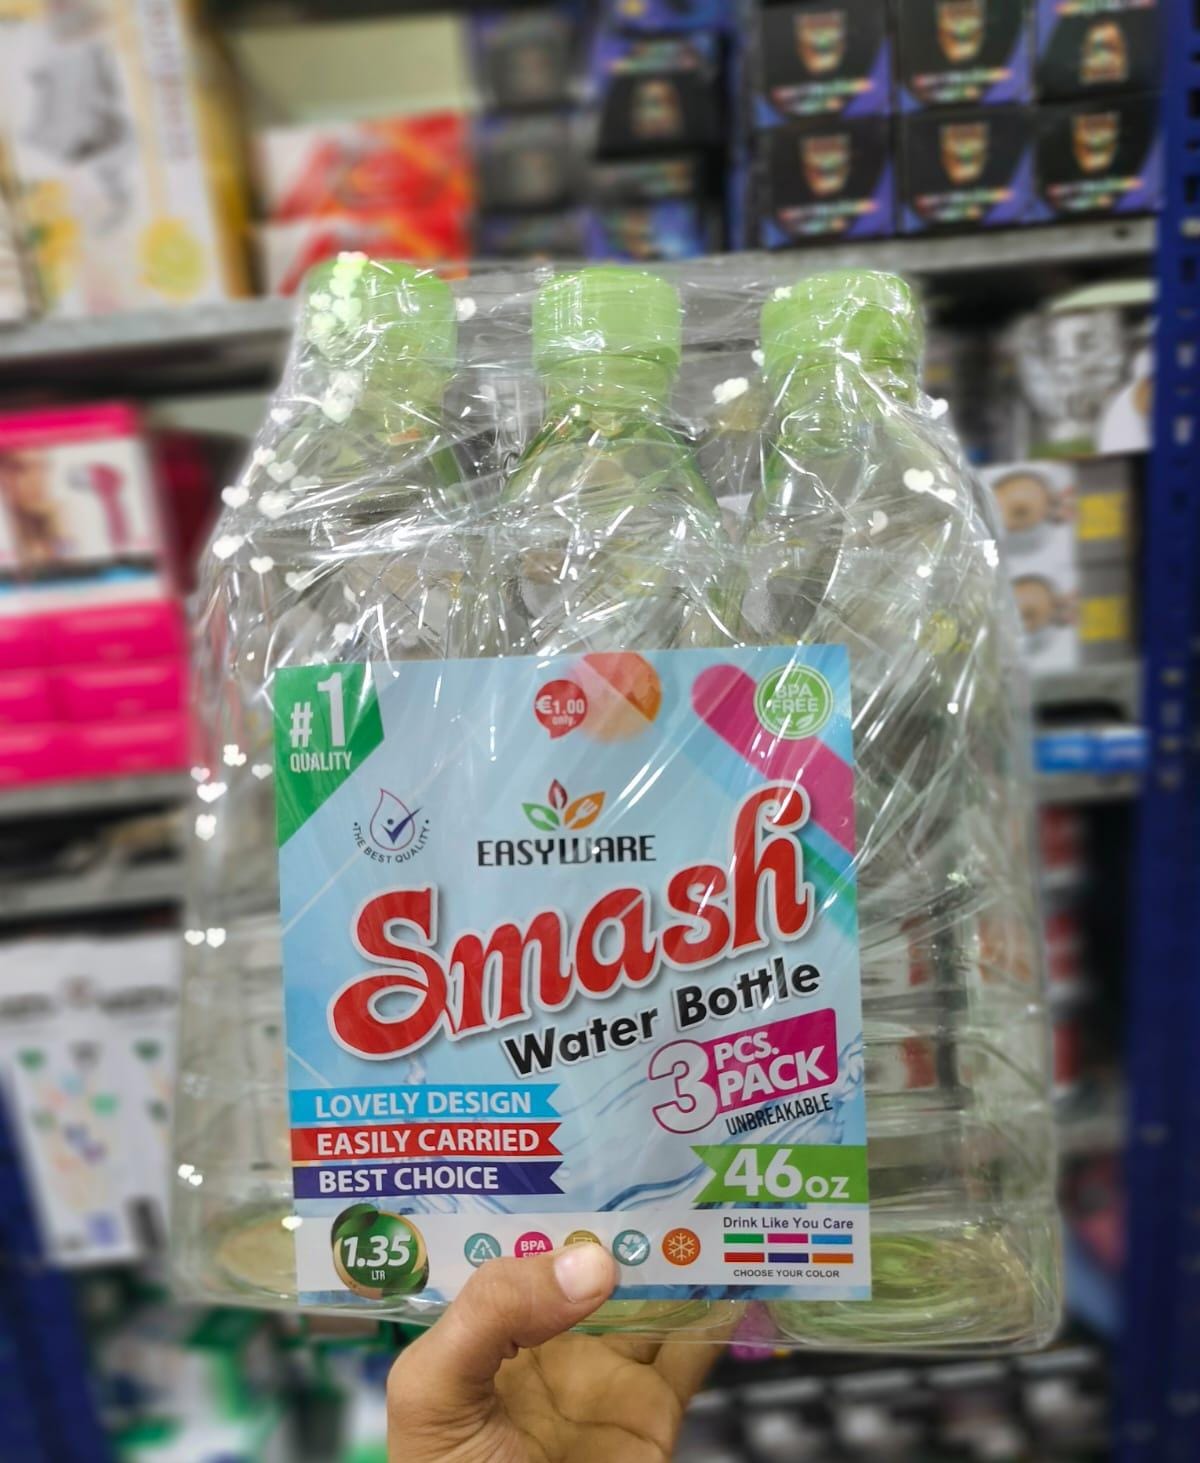 #1
QUALITY
€1.00
only.
BPA
FREE
•THE BEST QUALITY•
EASYWARE
Smash
Water Bottle
3 PCS.
PACK
UNBREAKABLE
LOVELY DESIGN
EASILY CARRIED
BEST CHOICE
46oz
1.35
LTR
1
BPA
Drink Like You Care
CHOOSE YOUR COLOR